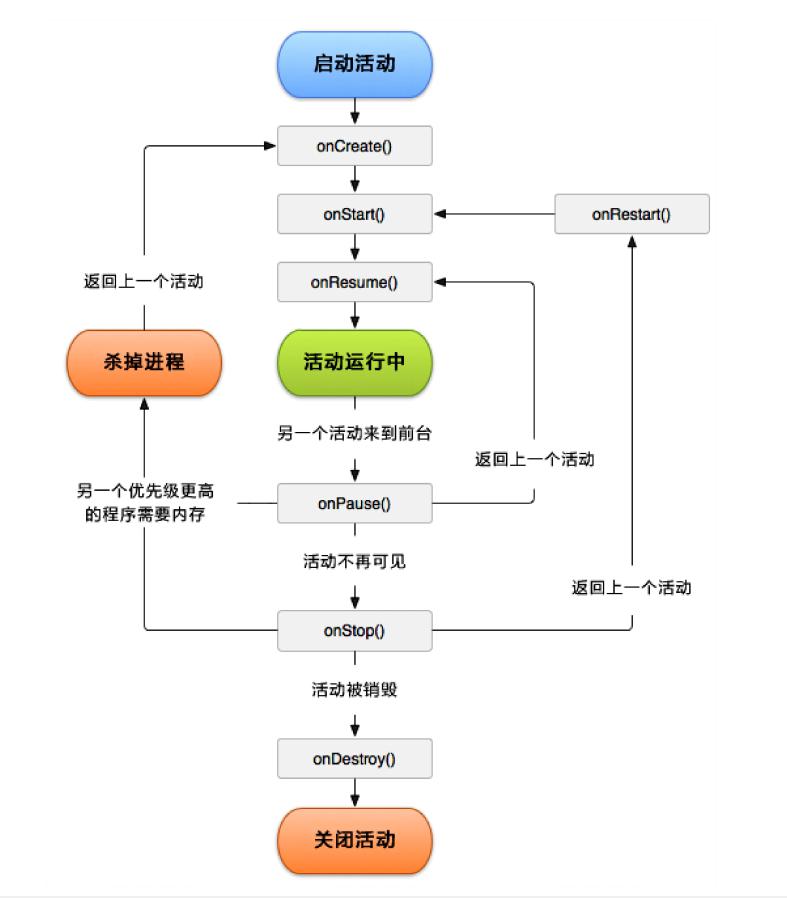 启动活动
onCreate()
onStart()
onRestart()
返回上一个活动
onResume()
杀掉进程
活动运行中
另一个活动来到前台
返回上一个活动
另一个优先级更高
的程序需要内存
onPause()
活动不再可见
返回上一个活动
onStop()
活动被销毁
onDestroy()
关闭活动